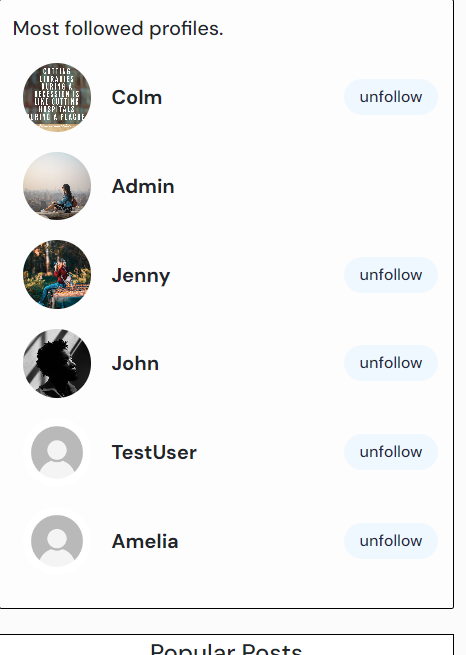 Most followed profiles.
CUTTING
LIBRARIES
DURING A
RECESSION IS
LIKE CUTTING
HOSPITALS
DURING A PLAGUE
Colm
unfollow
Admin
Jenny
unfollow
John
unfollow
TestUser
unfollow
Amelia
unfollow
Popular Posts